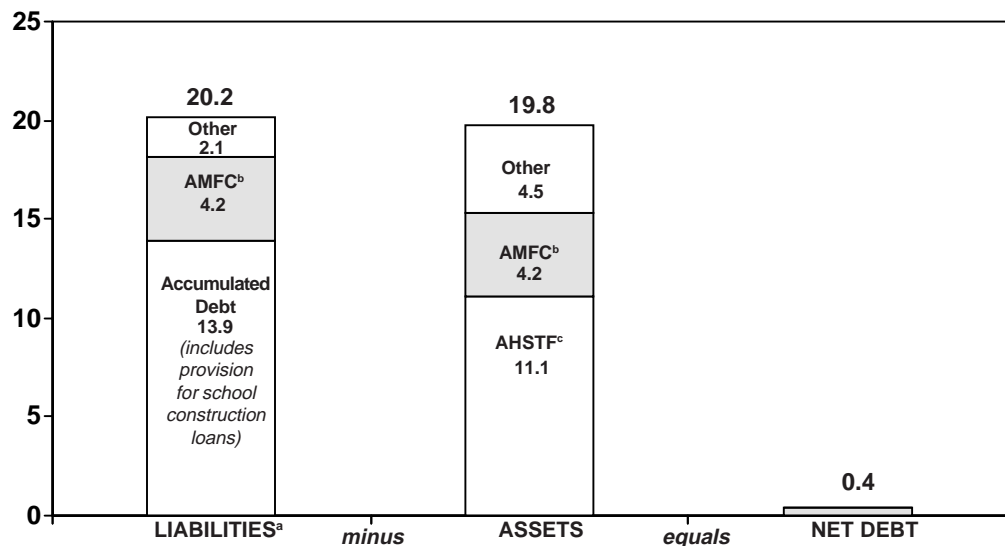 25
20
15
10
5
0
20.2
Other
2.1
AMFCᵇ
4.2
Accumulated
Debt
13.9
(includes
provision
for school
construction
loans)
19.8
Other
4.5
AMFCᵇ
4.2
AHSTFᶜ
11.1
0.4
LIABILITIESᵃ
minus
ASSETS
equals
NET DEBT